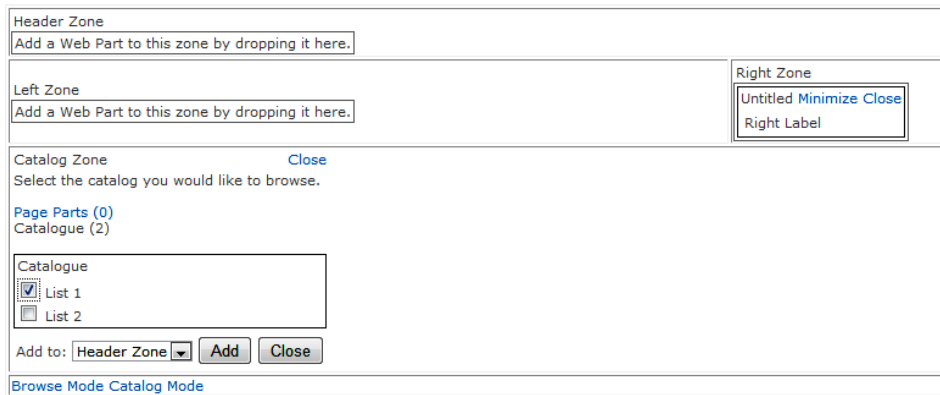 Header Zone
Add a Web Part to this zone by dropping it here.
Left Zone
Add a Web Part to this zone by dropping it here.
Right Zone
Untitled Minimize Close
Right Label
Catalog Zone Close
Select the catalog you would like to browse.
Page Parts (0)
Catalogue (2)
Catalogue
List 1
List 2
Add to: Header Zone Add Close
Browse Mode Catalog Mode